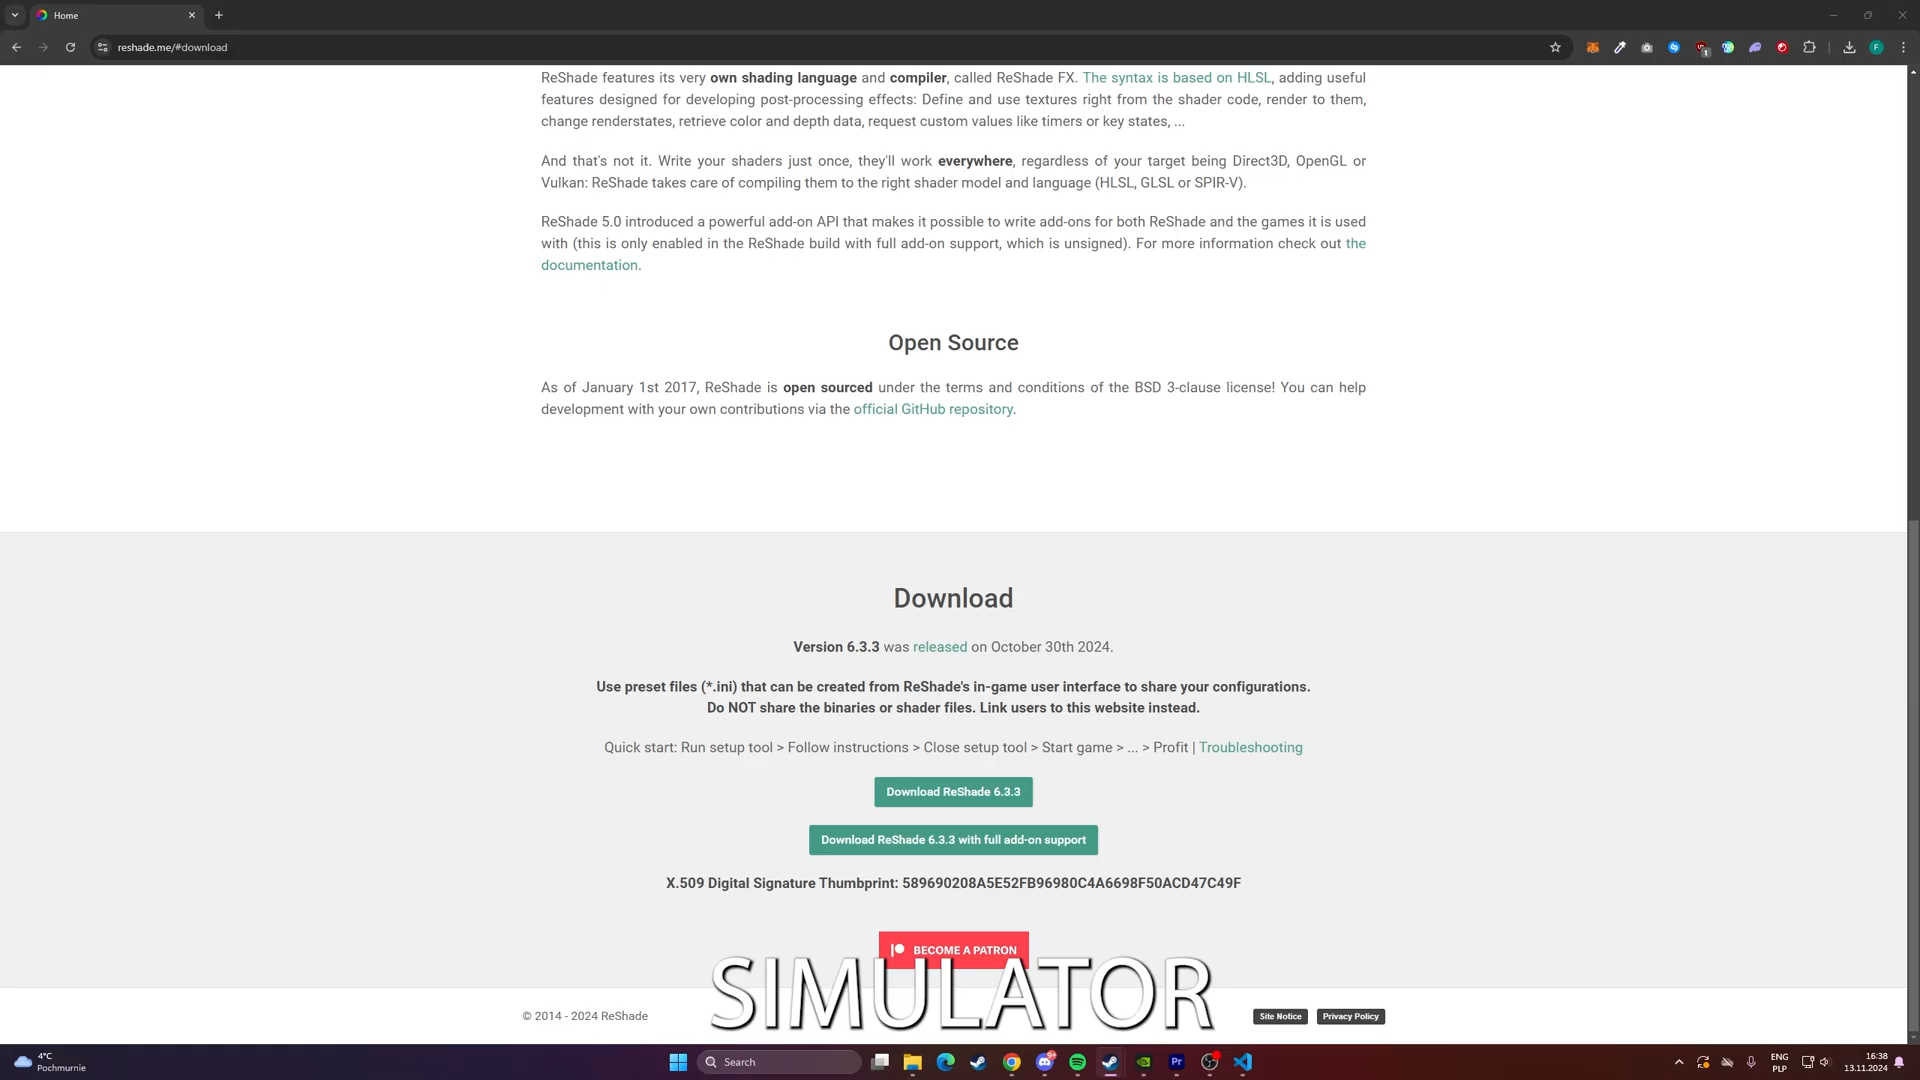 Home
reshade.me/#download
ReShade features its very own shading language and compiler, called ReShade FX. The syntax is based on HLSL, adding useful
features designed for developing post-processing effects: Define and use textures right from the shader code, render to them,
change renderstates, retrieve color and depth data, request custom values like timers or key states, ...
And that's not it. Write your shaders just once, they'll work everywhere, regardless of your target being Direct3D, OpenGL or
Vulkan: ReShade takes care of compiling them to the right shader model and language (HLSL, GLSL or SPIR-V).
ReShade 5.0 introduced a powerful add-on API that makes it possible to write add-ons for both ReShade and the games it is used
with (this is only enabled in the ReShade build with full add-on support, which is unsigned). For more information check out the
documentation.
Open Source
As of January 1st 2017, ReShade is open sourced under the terms and conditions of the BSD 3-clause license! You can help
development with your own contributions via the official GitHub repository.
Download
Version 6.3.3 was released on October 30th 2024.
Use preset files (*.ini) that can be created from ReShade's in-game user interface to share your configurations.
Do NOT share the binaries or shader files. Link users to this website instead.
Quick start: Run setup tool > Follow instructions > Close setup tool > Start game > ... > Profit | Troubleshooting
Download ReShade 6.3.3
Download ReShade 6.3.3 with full add-on support
X.509 Digital Signature Thumbprint: 589690208A5E52FB96980C4A6698F50ACD47C49F
BECOME A PATRON
SIMULATOR
© 2014 - 2024 ReShade
Site Notice
Privacy Policy
4°C
Pochmurnie
Search
Pr
ENG
PLP
16:38
13.11.2024